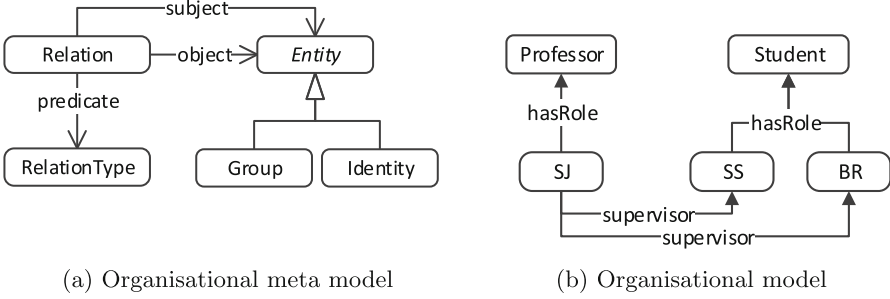 subject
Relation
object
Entity
predicate
RelationType
Group
Identity
(a) Organisational meta model
Professor
Student
hasRole
hasRole
SJ
SS
BR
supervisor
supervisor
(b) Organisational model